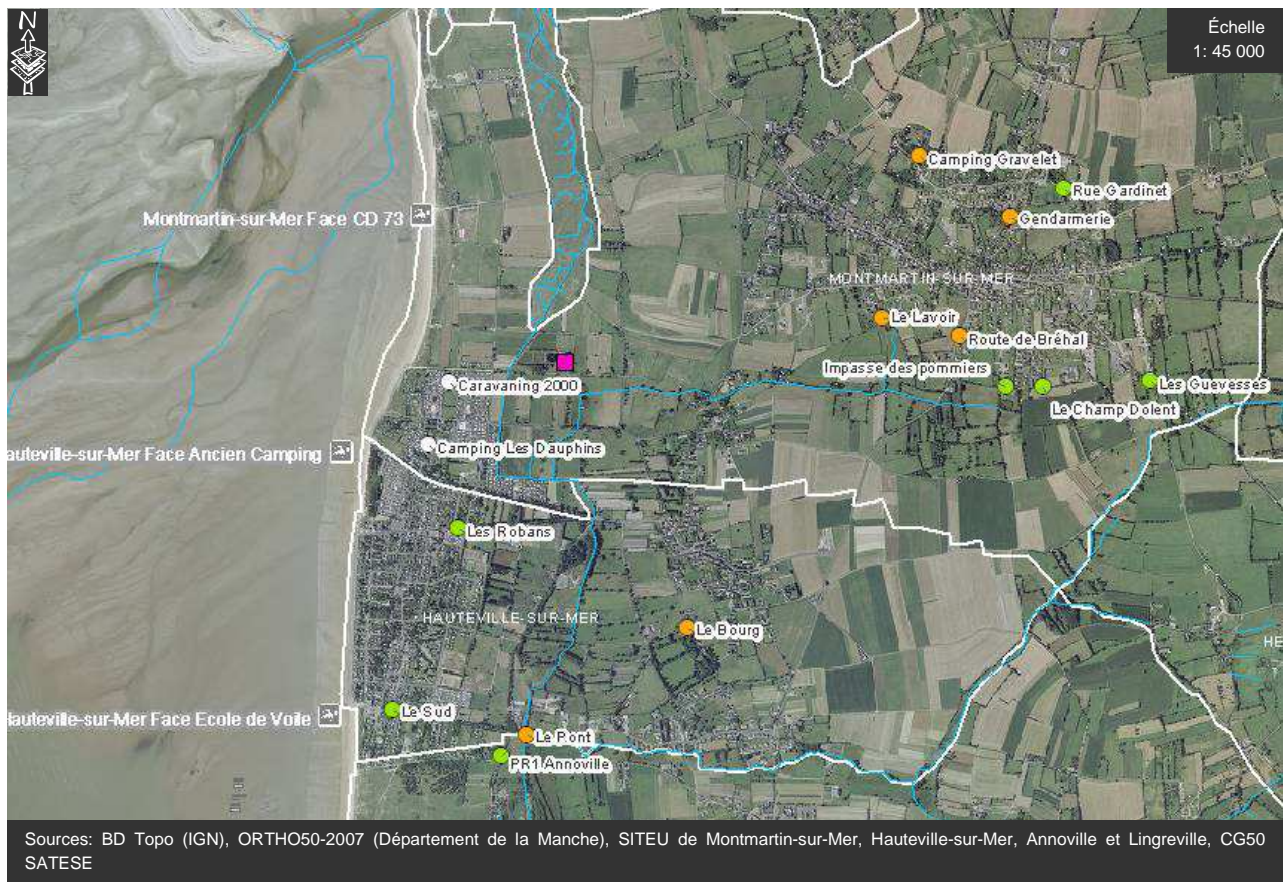 N
Échelle
1: 45 000
Camping Gravelet
Rue Gardinet
Montmartin-sur-Mer Face CD 73
Gendarmerie
MONTMARTIN-SUR-MER
Le Lavoir
Route de Bréhal
Impasse des pommiers
Caravaning 2000
Les Guevesses
Le Champ Dolent
auteville-sur-Mer Face Ancien Camping
Camping Les Dauphins
Les Robans
HAUTEVILLE-SUR-MER
Le Bourg
HE
Le Sud
Hauteville-sur-Mer Face Ecole de Voile
Le Pont
PR1 Annoville
Sources: BD Topo (IGN), ORTHO50-2007 (Département de la Manche), SITEU de Montmartin-sur-Mer, Hauteville-sur-Mer, Annoville et Lingreville, CG50
SATESE